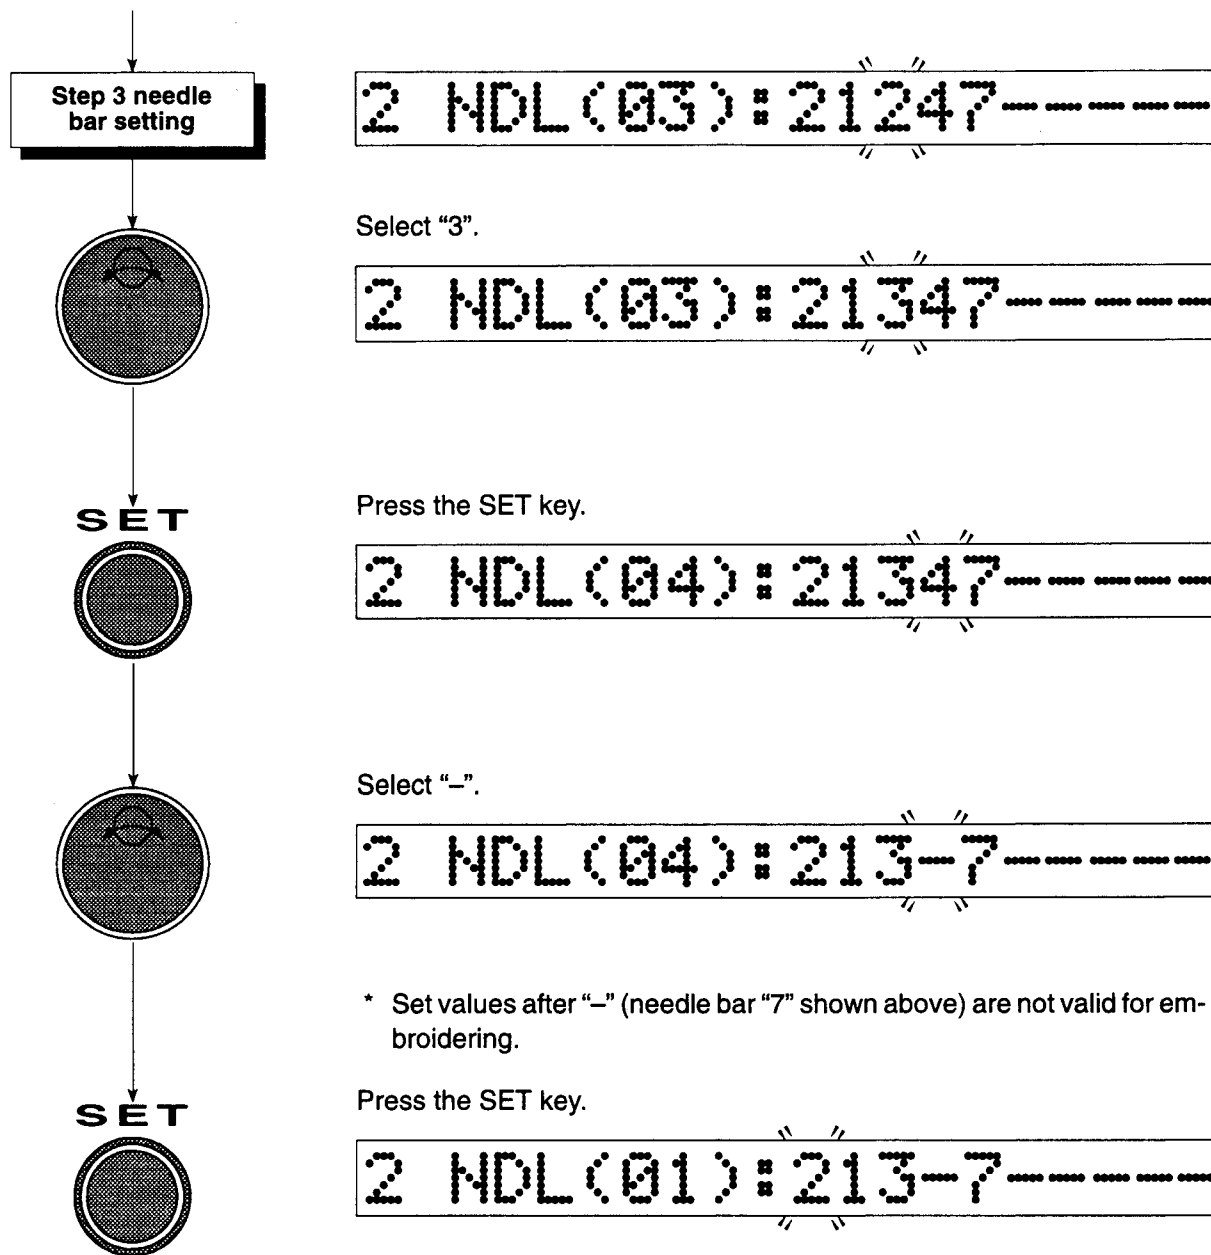 Step 3 needle
bar setting
2 NDL(03):21247-----
Select “3”.
2 NDL(03):21347-----
SET
Press the SET key.
2 NDL(04):21347-----
Select “–”.
2 NDL(04):213-7-----
* Set values after “–” (needle bar “7” shown above) are not valid for em-
broidering.
SET
Press the SET key.
2 NDL(01):213-7-----